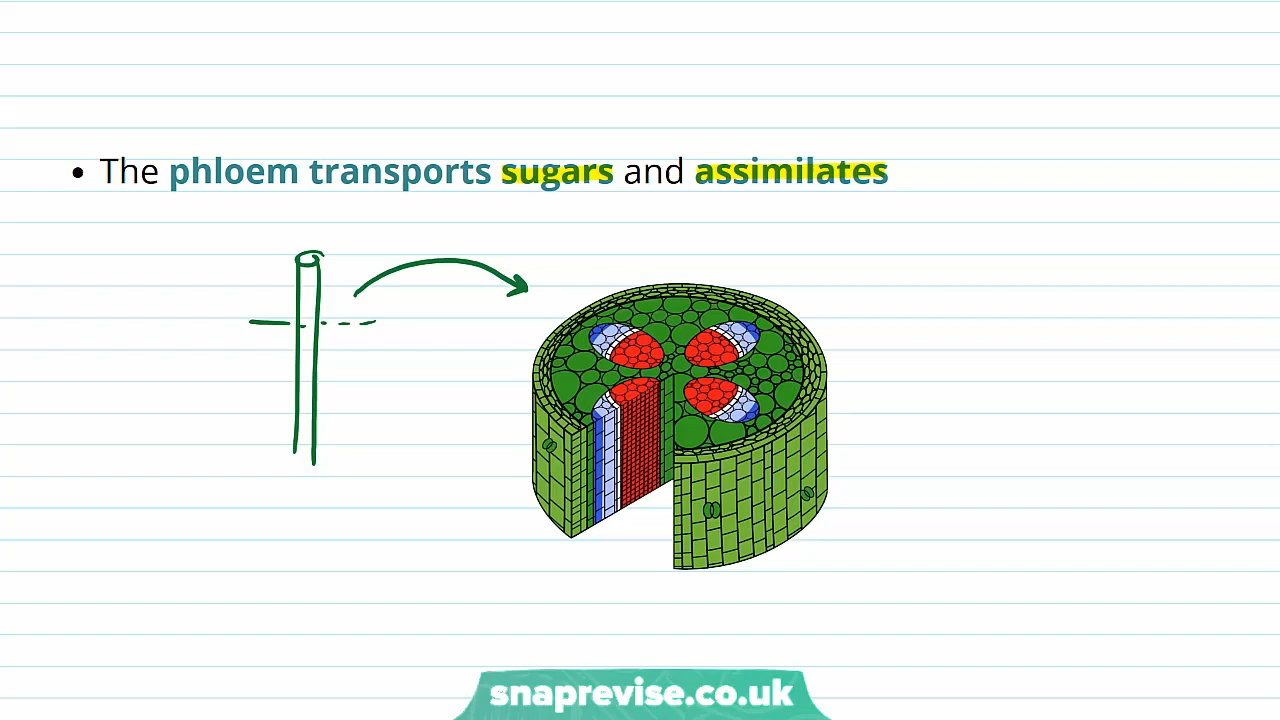 • The phloem transports sugars and assimilates
snaprevise.co.uk